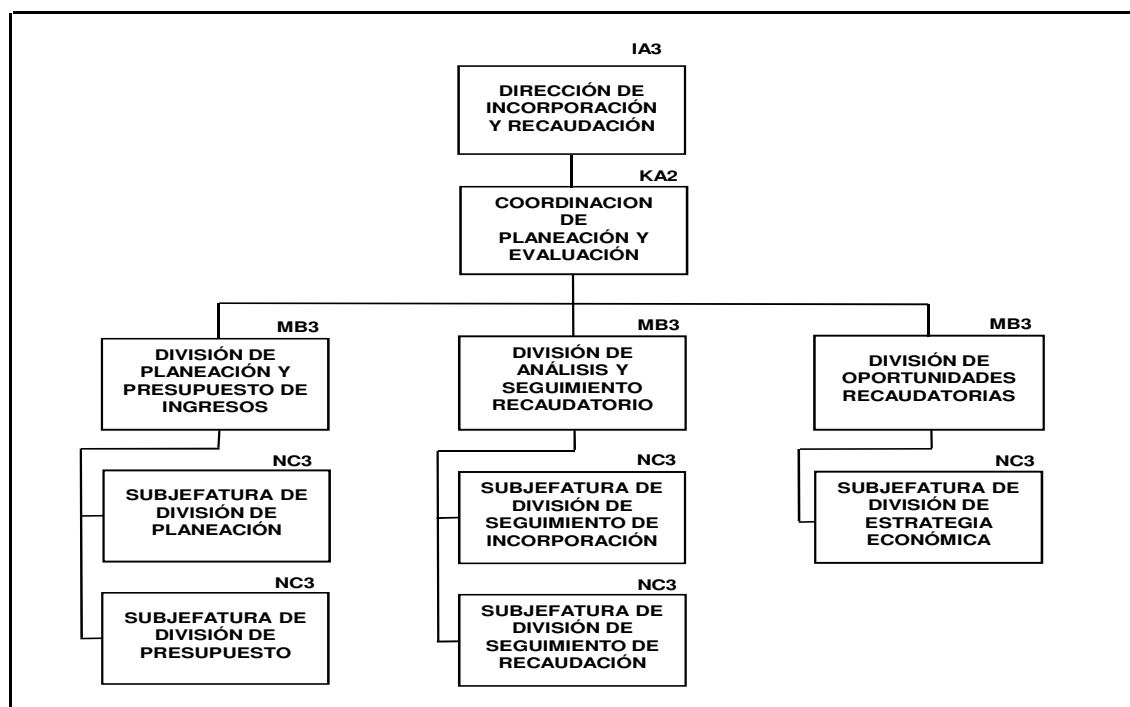 IA3
DIRECCIÓN DE
INCORPORACIÓN
Y RECAUDACIÓN
KA2
COORDINACION
DE
PLANEACIÓN Y
EVALUACIÓN
MB3
DIVISIÓN DE
PLANEACIÓN Y
PRESUPUESTO DE
INGRESOS
MB3
DIVISIÓN DE
ANÁLISIS Y
SEGUIMIENTO
RECAUDATORIO
MB3
DIVISIÓN DE
OPORTUNIDADES
RECAUDATORIAS
NC3
SUBJEFATURA DE
DIVISIÓN DE
PLANEACIÓN
NC3
SUBJEFATURA DE
DIVISIÓN DE
SEGUIMIENTO DE
INCORPORACIÓN
NC3
SUBJEFATURA DE
DIVISIÓN DE
ESTRATEGIA
ECONÓMICA
NC3
SUBJEFATURA DE
DIVISIÓN DE
PRESUPUESTO
NC3
SUBJEFATURA DE
DIVISIÓN DE
SEGUIMIENTO DE
RECAUDACIÓN